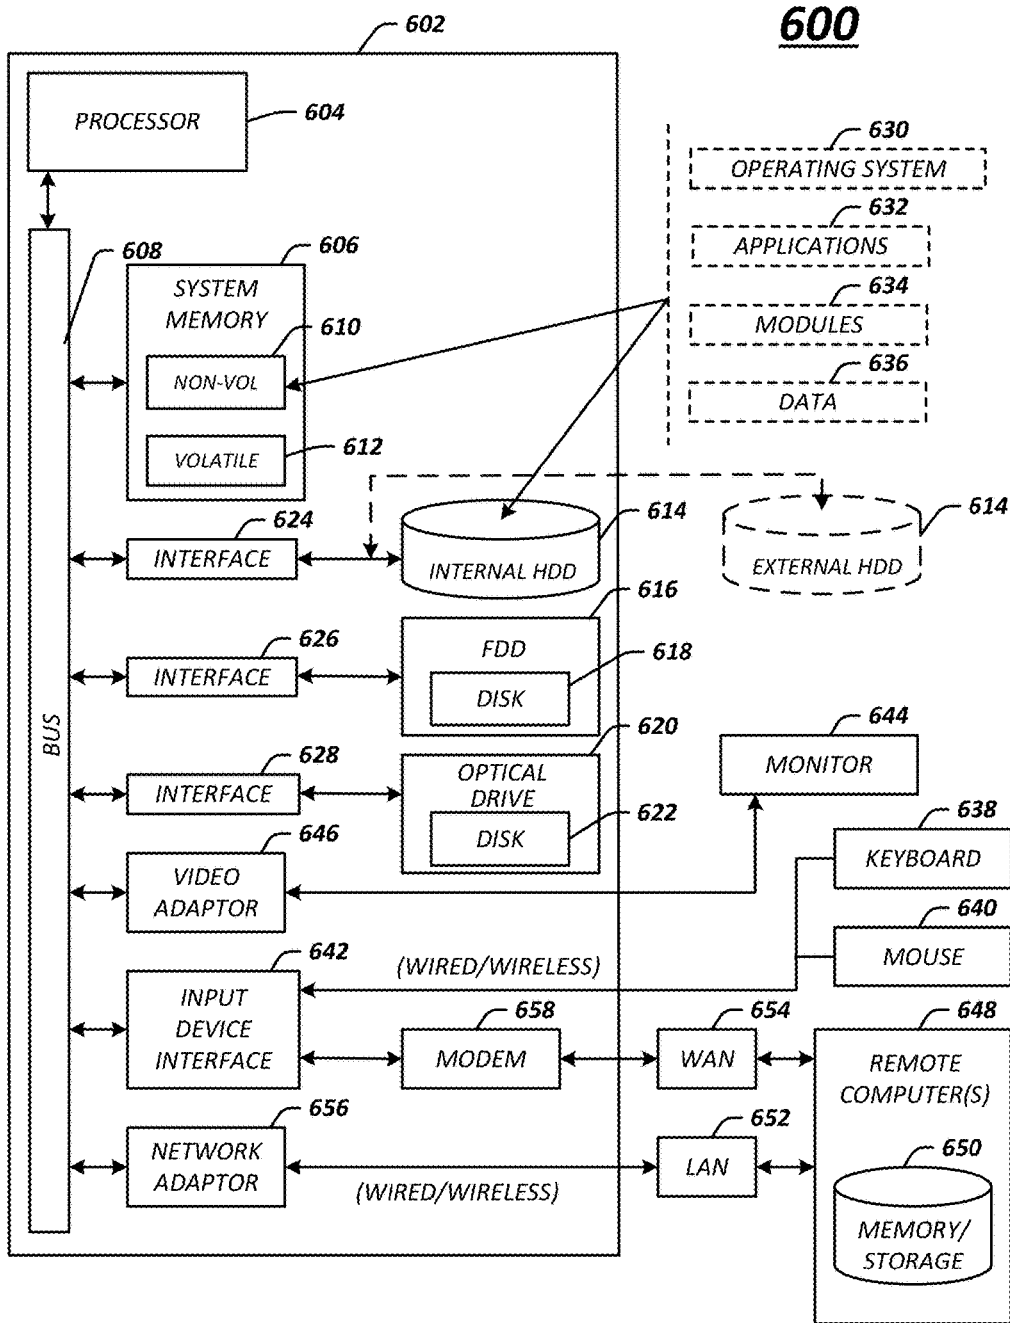 600
602
PROCESSOR
604
630
OPERATING SYSTEM
632
APPLICATIONS
634
MODULES
636
DATA
608
606
SYSTEM
MEMORY
610
NON-VOL
612
VOLATILE
624
INTERFACE
614
INTERNAL HDD
614
EXTERNAL HDD
616
FDD
626
INTERFACE
618
DISK
BUS
620
OPTICAL
DRIVE
628
INTERFACE
622
DISK
644
MONITOR
646
VIDEO
ADAPTOR
638
KEYBOARD
640
MOUSE
642
INPUT
DEVICE
INTERFACE
(WIRED/WIRELESS)
658
MODEM
654
WAN
648
REMOTE
COMPUTER(S)
656
NETWORK
ADAPTOR
(WIRED/WIRELESS)
652
LAN
650
MEMORY/
STORAGE